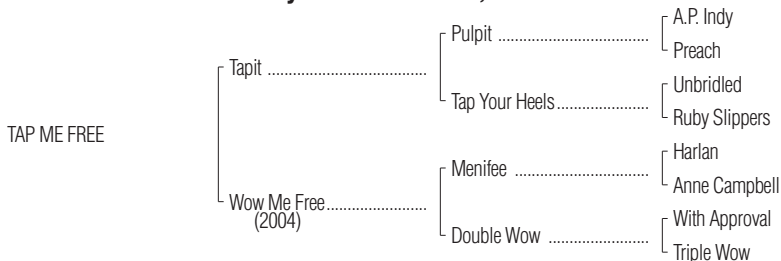 A.P. Indy
Pulpit
Preach
Tapit
Unbridled
Tap Your Heels
Ruby Slippers
TAP ME FREE
Harlan
Menifee
Anne Campbell
Wow Me Free
(2004)
With Approval
Double Wow
Triple Wow